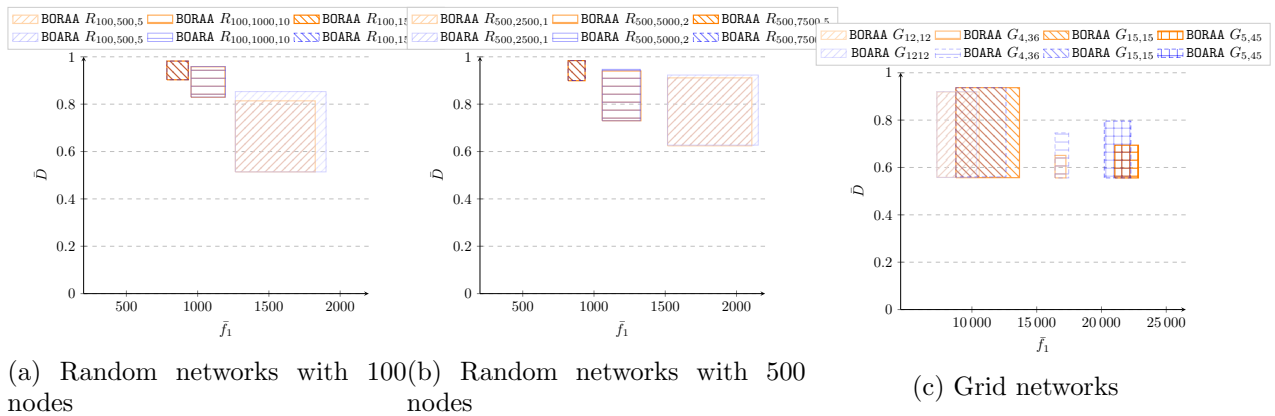 BORAA R100,500,5 BORAA R100,1000,10 BORAA R100,15
BOARA R100,500,5 BOARA R100,1000,10 BOARA R100,15
1
0.8
0.6
0.4
0.2
0
D̄
500 1000 1500 2000
f̄1
(a) Random networks with 100 nodes
BORAA R500,2500,1 BORAA R500,5000,2 BORAA R500,7500,5
BOARA R500,2500,1 BOARA R500,5000,2 BOARA R500,7500,5
1
0.8
0.6
0.4
0.2
0
D̄
500 1000 1500 2000
f̄1
(b) Random networks with 500 nodes
BORAA G12,12 BORAA G4,36 BORAA G15,15 BORAA G5,45
BOARA G1212 BOARA G4,36 BOARA G15,15 BOARA G5,45
1
0.8
0.6
0.4
0.2
0
D̄
10 000 15 000 20 000 25 000
f̄1
(c) Grid networks